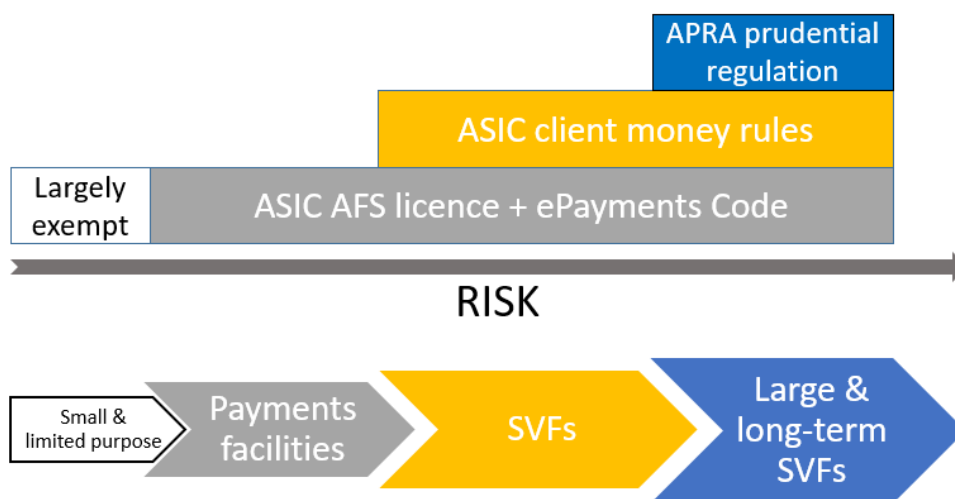 APRA prudential
regulation
ASIC client money rules
Largely
exempt
ASIC AFS licence + ePayments Code
RISK
Small &
limited purpose
Payments
facilities
SVFs
Large &
long-term
SVFs